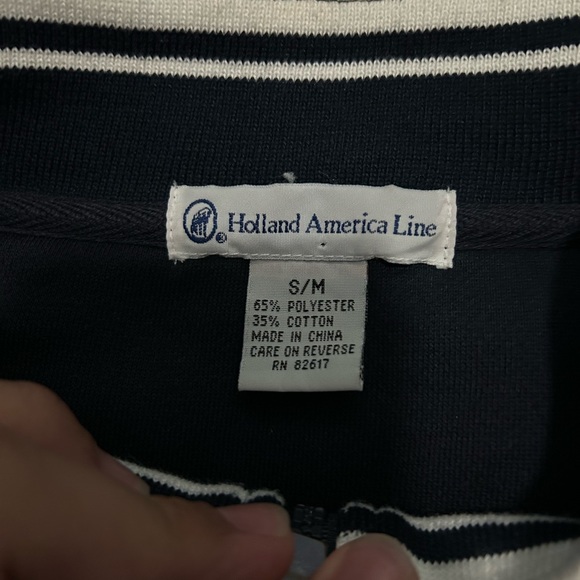 Holland America Line
®
S/M
65% POLYESTER
35% COTTON
MADE IN CHINA
CARE ON REVERSE
RN 82617